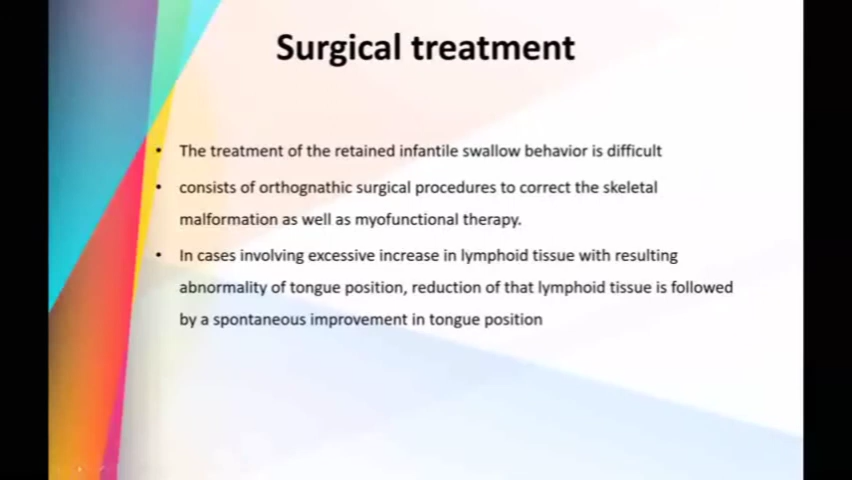 Surgical treatment
• The treatment of the retained infantile swallow behavior is difficult
• consists of orthognathic surgical procedures to correct the skeletal
malformation as well as myofunctional therapy.
• In cases involving excessive increase in lymphoid tissue with resulting
abnormality of tongue position, reduction of that lymphoid tissue is followed
by a spontaneous improvement in tongue position